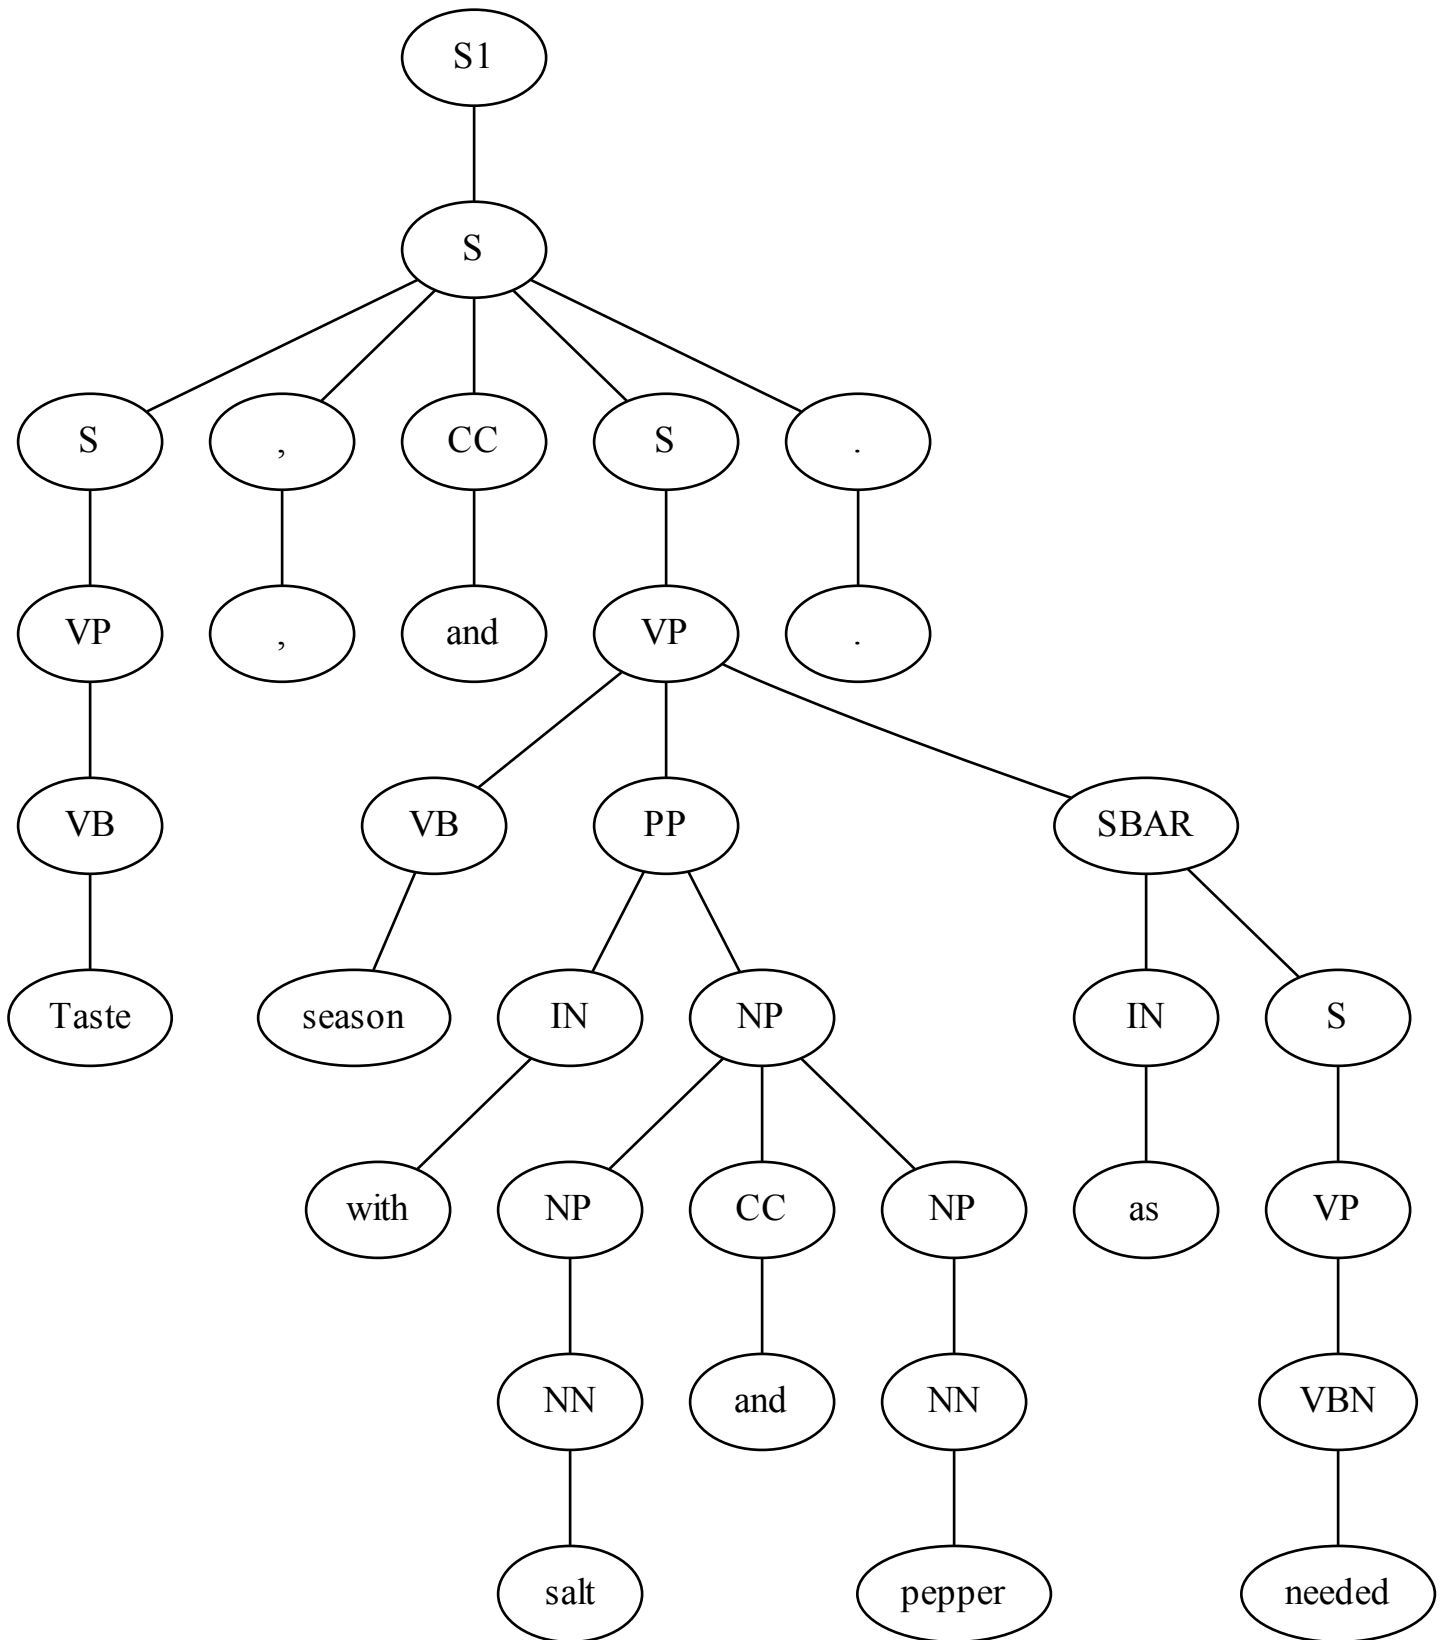 S1
S
S , CC S .
VP , and VP .
VB VB PP SBAR
Taste season IN NP IN S
with NP CC NP as VP
NN and NN VBN
salt pepper needed